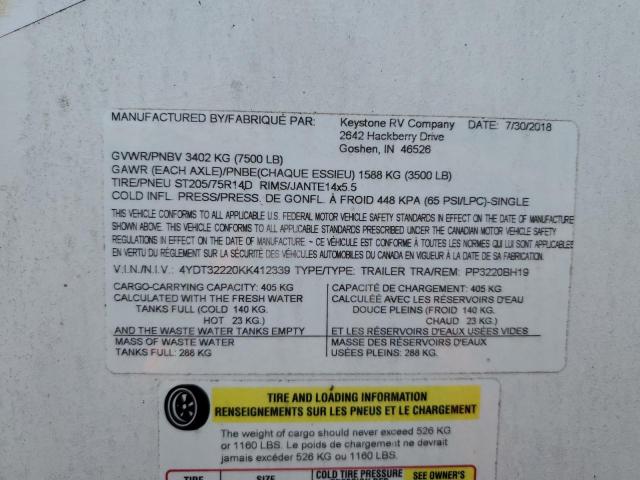 MANUFACTURED BY/FABRIQUÉ PAR: Keystone RV Company DATE: 7/30/2018
2642 Hackberry Drive
Goshen, IN 46526
GVWR/PNBV 3402 KG (7500 LB)
GAWR (EACH AXLE)/PNBE(CHAQUE ESSIEU) 1588 KG (3500 LB)
TIRE/PNEU ST205/75R14D RIMS/JANTE14x5.5
COLD INFL. PRESS/PRESS. DE GONFL. À FROID 448 KPA (65 PSI/LPC)-SINGLE
THIS VEHICLE CONFORMS TO ALL APPLICABLE U.S. FEDERAL MOTOR VEHICLE SAFETY STANDARDS IN EFFECT ON THE DATE OF MANUFACTURE
SHOWN ABOVE. / THIS VEHICLE CONFORMS TO ALL APPLICABLE STANDARDS PRESCRIBED UNDER THE CANADIAN MOTOR VEHICLE SAFETY
REGULATIONS IN EFFECT ON THE DATE OF MANUFACTURE ~ CE VÉHICULE EST CONFORME À TOUTES LES NORMES QUI LUI SONT APPLICABLES
EN VERTU DU RÈGLEMENT SUR LA SÉCURITÉ DES VÉHICULES AUTOMOBILES DU CANADA EN VIGUEUR À LA DATE DE SA FABRICATION.
V.I.N./N.I.V.: 4YDT32220KK412339 TYPE/TYPE: TRAILER TRA/REM: PP3220BH19
CARGO-CARRYING CAPACITY: 405 KG
CALCULATED WITH THE FRESH WATER
TANKS FULL (COLD 140 KG.
HOT 23 KG.)
AND THE WASTE WATER TANKS EMPTY
MASS OF WASTE WATER
TANKS FULL: 288 KG
CAPACITÉ DE CHARGEMENT: 405 KG
CALCULÉE AVEC LES RÉSERVOIRS D'EAU
DOUCE PLEINS (FROID 140 KG.
CHAUD 23 KG.)
ET LES RÉSERVOIRS D'EAUX USÉES VIDES
MASSE DES RÉSERVOIRS D'EAUX
USÉES PLEINS: 288 KG.
TIRE AND LOADING INFORMATION
RENSEIGNEMENTS SUR LES PNEUS ET LE CHARGEMENT
The weight of cargo should never exceed 526 KG
or 1160 LBS. Le poids de chargement ne devrait
jamais excéder 526 KG ou 1160 LBS.
TIRE SIZE COLD TIRE PRESSURE SEE OWNER'S